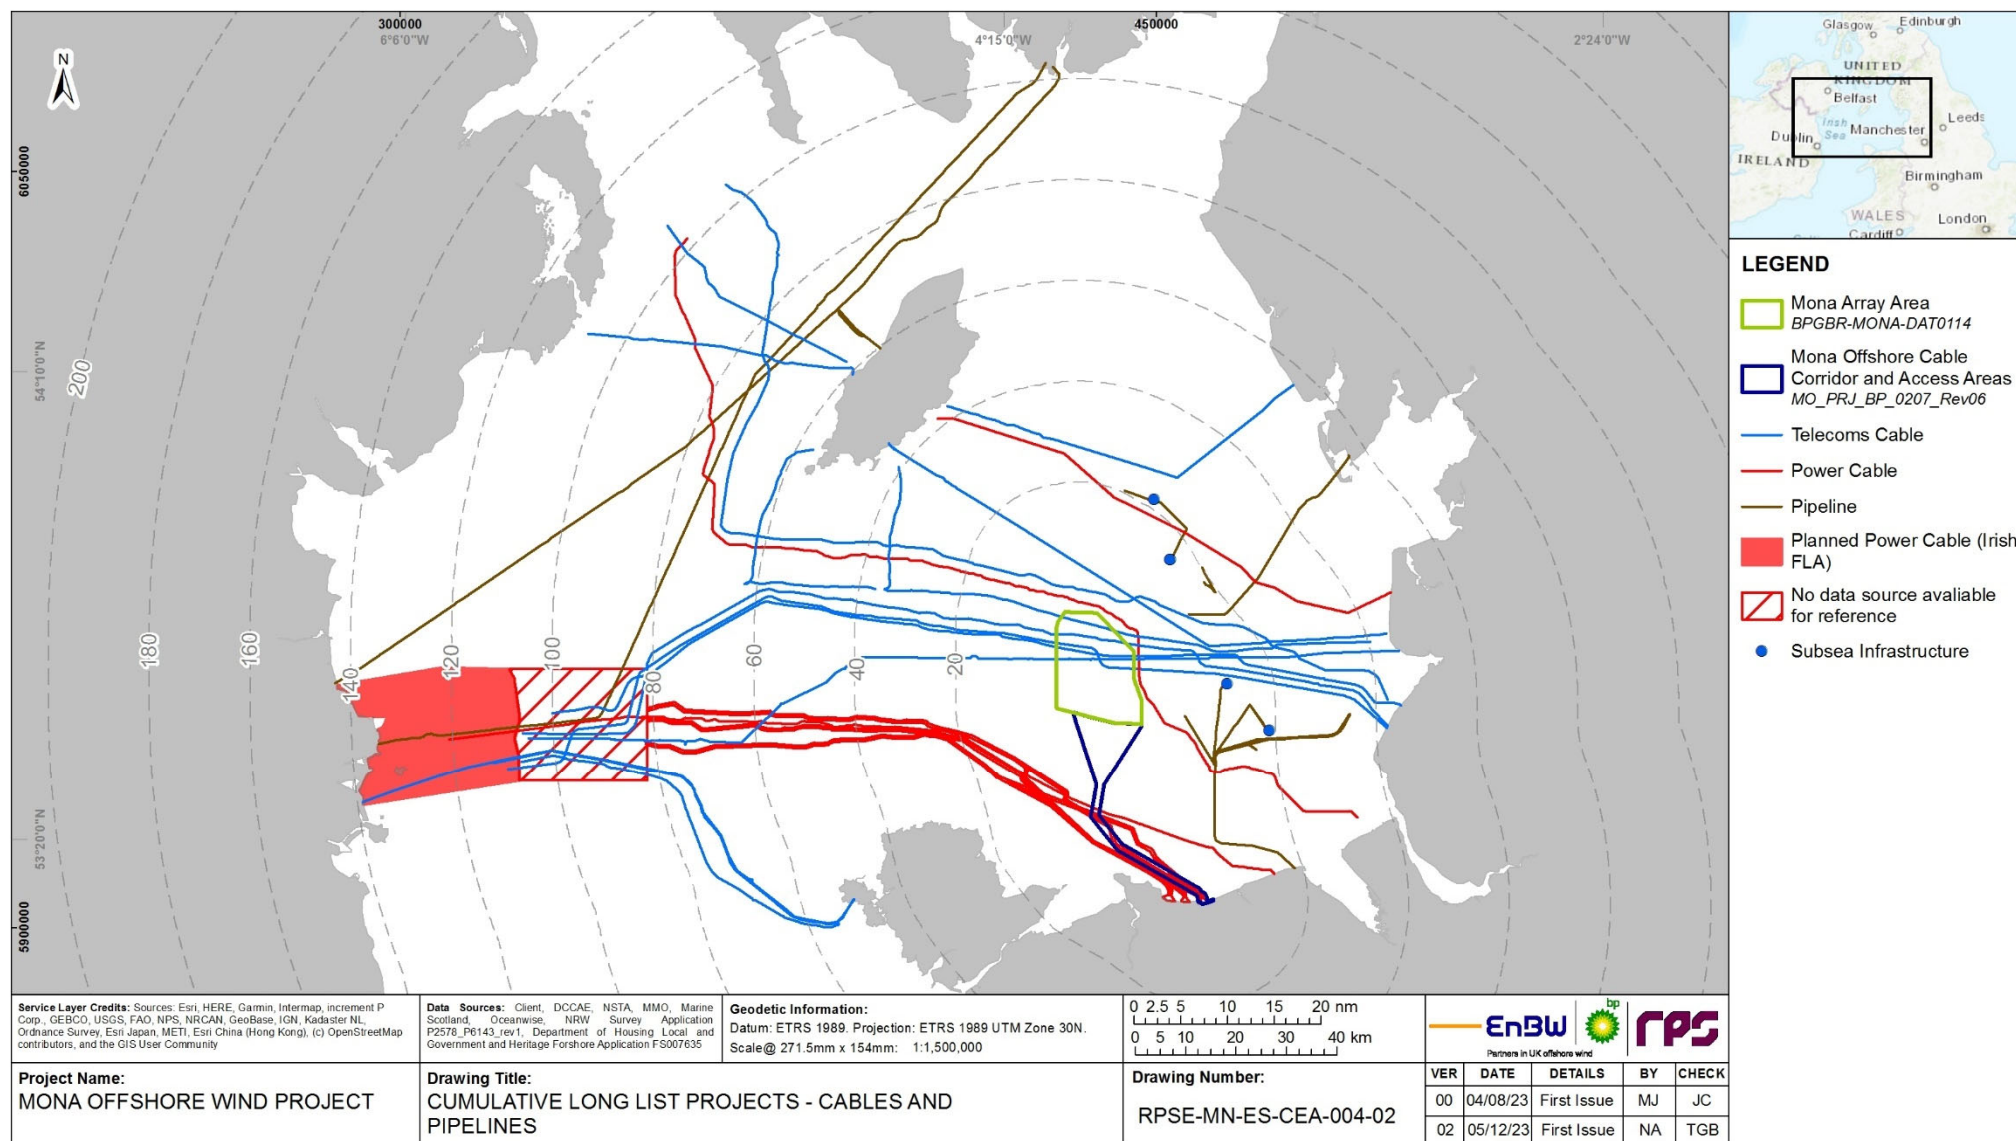 300000
6°6'0"W
4°15'0"W
450000
2°24'0"W
N
6050000
54°10'0"N
53°20'0"N
5900000
200
180
160
140
120
100
80
60
40
20
Glasgow
Edinburgh
UNITED
KINGDOM
Belfast
Irish
Sea
Manchester
Leeds
Dublin
IRELAND
Birmingham
WALES
London
Cardiff
LEGEND
Mona Array Area
BPGBR-MONA-DAT0114
Mona Offshore Cable
Corridor and Access Areas
MO_PRJ_BP_0207_Rev06
Telecoms Cable
Power Cable
Pipeline
Planned Power Cable (Irish
FLA)
No data source avaliable
for reference
Subsea Infrastructure
Service Layer Credits: Sources: Esri, HERE, Garmin, Intermap, increment P
Corp., GEBCO, USGS, FAO, NPS, NRCAN, GeoBase, IGN, Kadaster NL,
Ordnance Survey, Esri Japan, METI, Esri China (Hong Kong), (c) OpenStreetMap
contributors, and the GIS User Community
Data Sources: Client, DCCAE, NSTA, MMO, Marine
Scotland, Oceanwise, NRW Survey Application
P2578_P6143_rev1, Department of Housing Local and
Government and Heritage Forshore Application FS007635
Geodetic Information:
Datum: ETRS 1989. Projection: ETRS 1989 UTM Zone 30N.
Scale@ 271.5mm x 154mm: 1:1,500,000
0 2.5 5 10 15 20 nm
0 5 10 20 30 40 km
EnBW
Partners in UK offshore wind
bp
rps
Project Name:
MONA OFFSHORE WIND PROJECT
Drawing Title:
CUMULATIVE LONG LIST PROJECTS - CABLES AND
PIPELINES
Drawing Number:
RPSE-MN-ES-CEA-004-02
VER DATE DETAILS BY CHECK
00 04/08/23 First Issue MJ JC
02 05/12/23 First Issue NA TGB